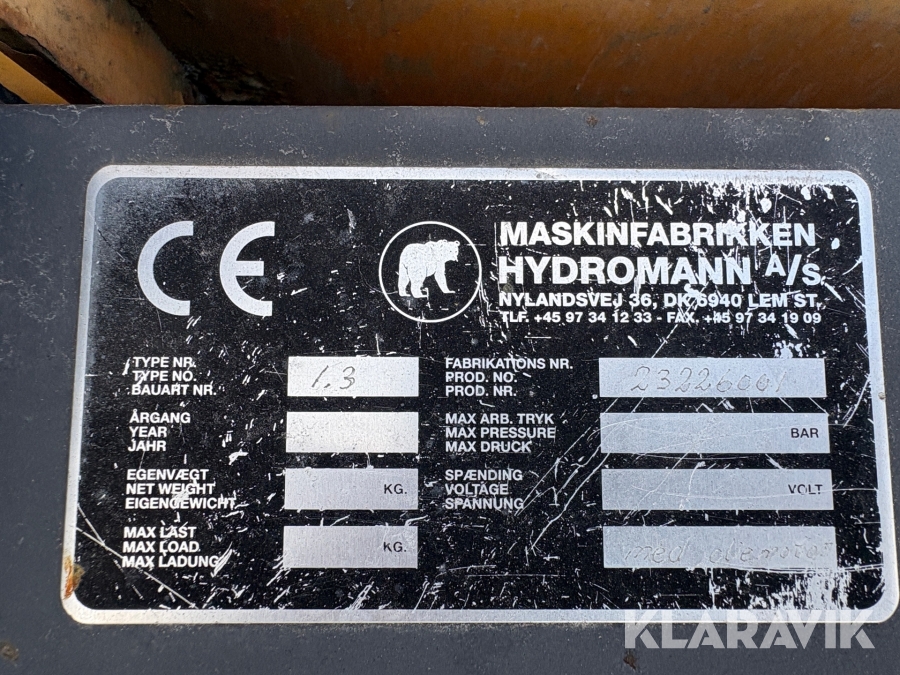 CE
MASKINFABRIKKEN
HYDROMANN A/S
NYLANDSVEJ 36, DK 6940 LEM ST.
TLF. +45 97 34 12 33 - FAX. +45 97 34 19 09
TYPE NR.
TYPE NO.
BAUART NR.
1,3
FABRIKATIONS NR.
PROD. NO.
PROD. NR.
23226001
ÅRGANG
YEAR
JAHR
MAX ARB. TRYK
MAX PRESSURE
MAX DRUCK
BAR
EGENVÆGT
NET WEIGHT
EIGENGEWICHT
KG.
SPÆNDING
VOLTAGE
SPANNUNG
VOLT
MAX LAST
MAX LOAD
MAX LADUNG
KG.
med
KLARAVIK